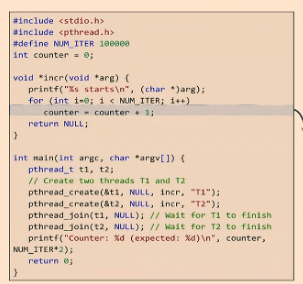 #include <stdio.h>
#include <pthread.h>
#define NUM_ITER 100000
int counter = 0;
void *incr(void *arg) {
printf("%s starts\n", (char *)arg);
for (int i=0; i < NUM_ITER; i++)
counter = counter + 1;
return NULL;
}
int main(int argc, char *argv[]) {
pthread_t t1, t2;
// Create two threads T1 and T2
pthread_create(&t1, NULL, incr, "T1");
pthread_create(&t2, NULL, incr, "T2");
pthread_join(t1, NULL); // Wait for T1 to finish
pthread_join(t2, NULL); // Wait for T2 to finish
printf("Counter: %d (expected: %d)\n", counter,
NUM_ITER*2);
return 0;
}